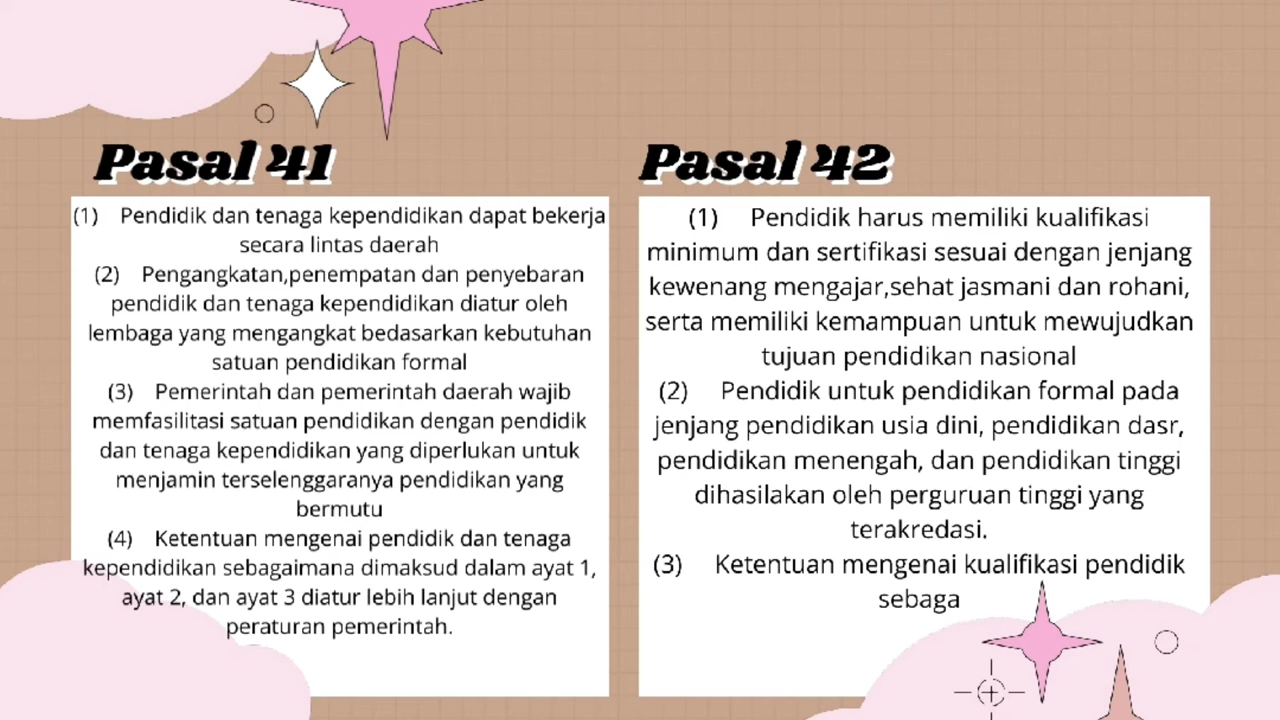 Pasal 41
(1) Pendidik dan tenaga kependidikan dapat bekerja
secara lintas daerah
(2) Pengangkatan,penempatan dan penyebaran
pendidik dan tenaga kependidikan diatur oleh
lembaga yang mengangkat bedasarkan kebutuhan
satuan pendidikan formal
(3) Pemerintah dan pemerintah daerah wajib
memfasilitasi satuan pendidikan dengan pendidik
dan tenaga kependidikan yang diperlukan untuk
menjamin terselenggaranya pendidikan yang
bermutu
(4) Ketentuan mengenai pendidik dan tenaga
kependidikan sebagaimana dimaksud dalam ayat 1,
ayat 2, dan ayat 3 diatur lebih lanjut dengan
peraturan pemerintah.
Pasal 42
(1) Pendidik harus memiliki kualifikasi
minimum dan sertifikasi sesuai dengan jenjang
kewenang mengajar,sehat jasmani dan rohani,
serta memiliki kemampuan untuk mewujudkan
tujuan pendidikan nasional
(2) Pendidik untuk pendidikan formal pada
jenjang pendidikan usia dini, pendidikan dasr,
pendidikan menengah, dan pendidikan tinggi
dihasilakan oleh perguruan tinggi yang
terakredasi.
(3) Ketentuan mengenai kualifikasi pendidik
sebaga